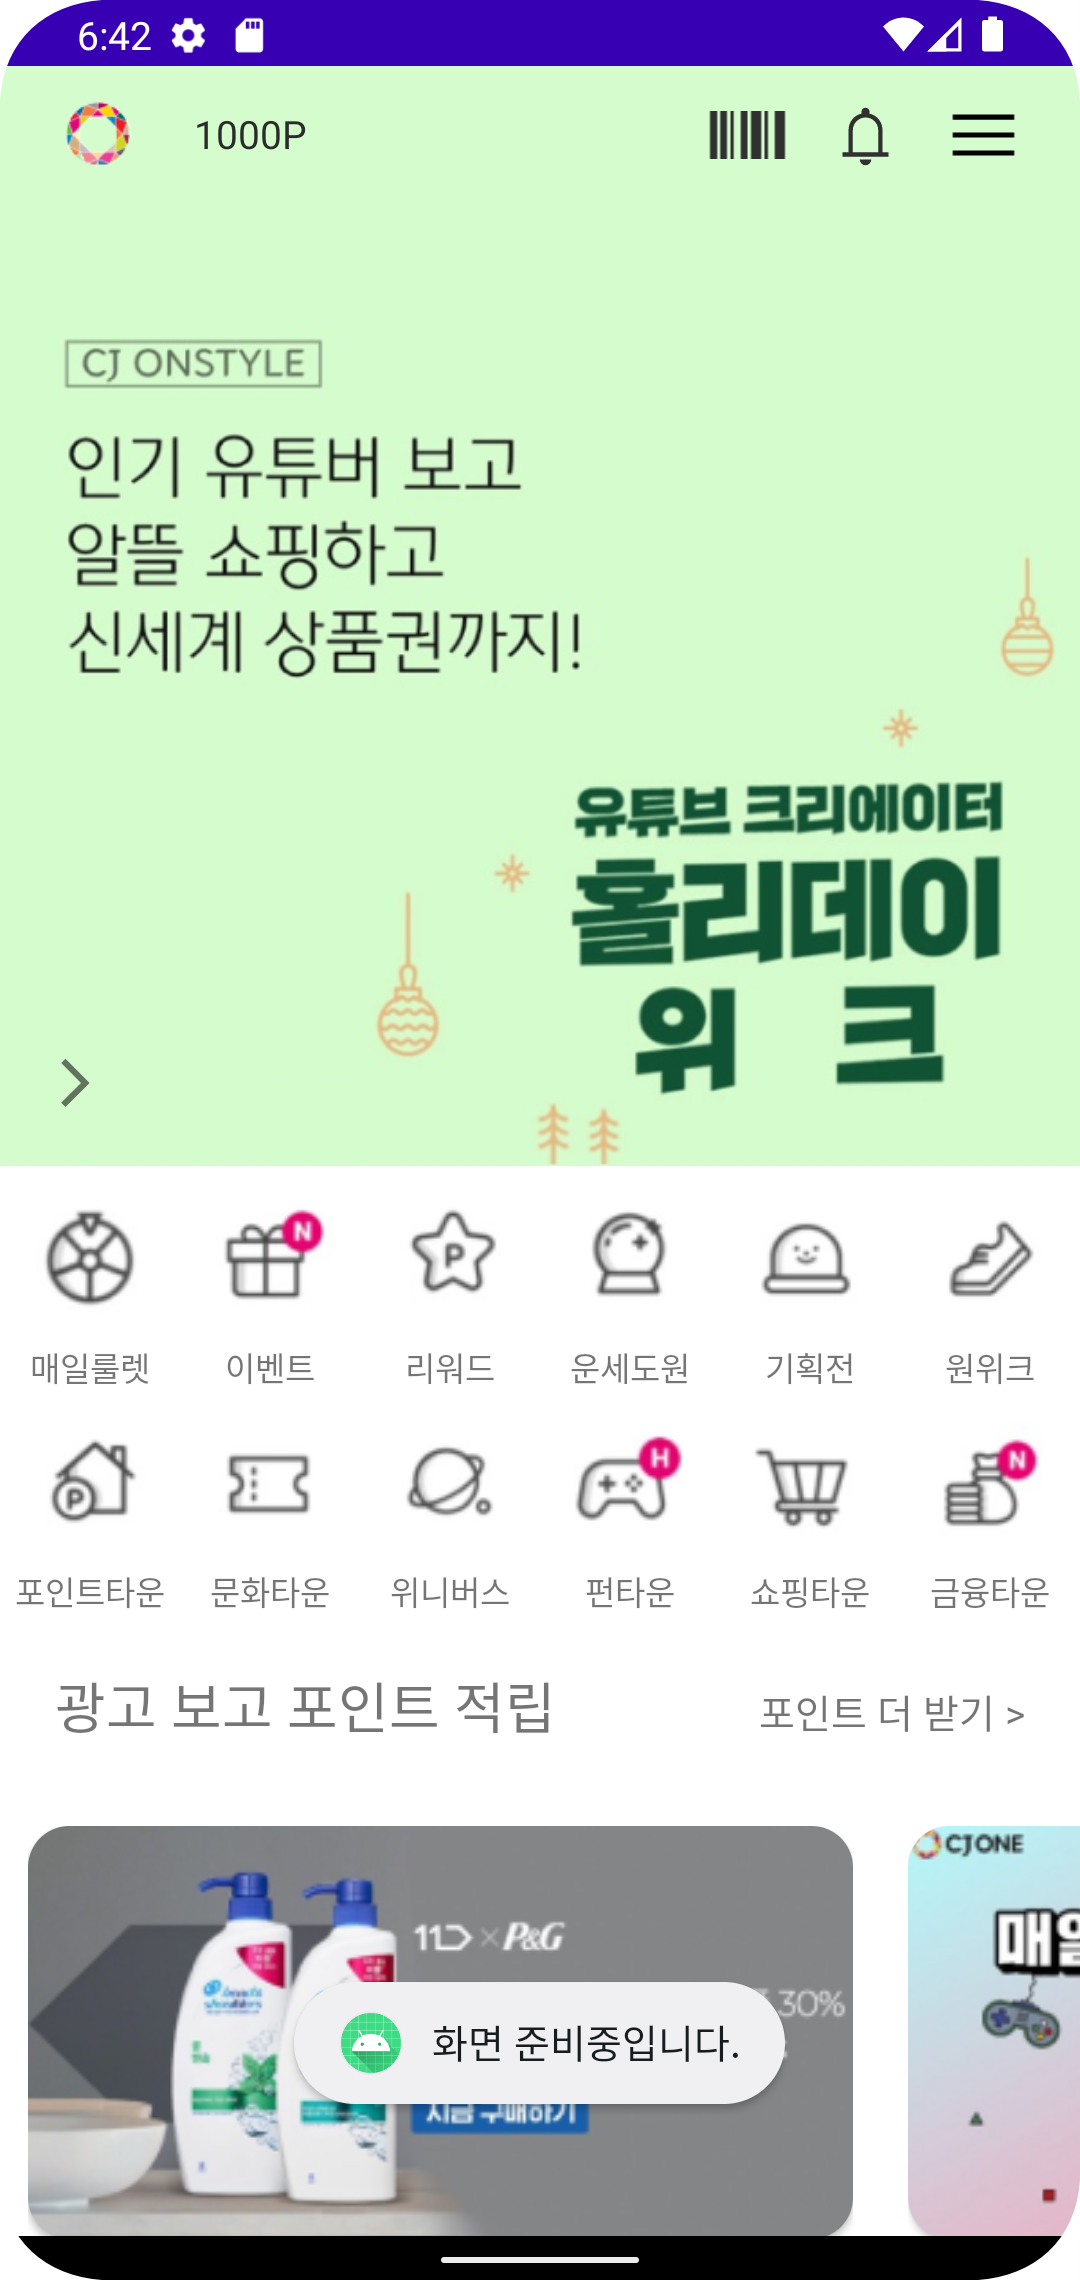 6:42
1000P
CJ ONSTYLE
인기 유튜버 보고
알뜰 쇼핑하고
신세계 상품권까지!
유튜브 크리에이터
홀리데이
위 크
N
P
매일룰렛 이벤트 리워드 운세도원 기획전 원위크
P
H
N
포인트타운 문화타운 위니버스 펀타운 쇼핑타운 금융타운
광고 보고 포인트 적립
포인트 더 받기 >
11D × P&G
30%
지금 구매하기
head & shoulders
CJ ONE
매일
화면 준비중입니다.